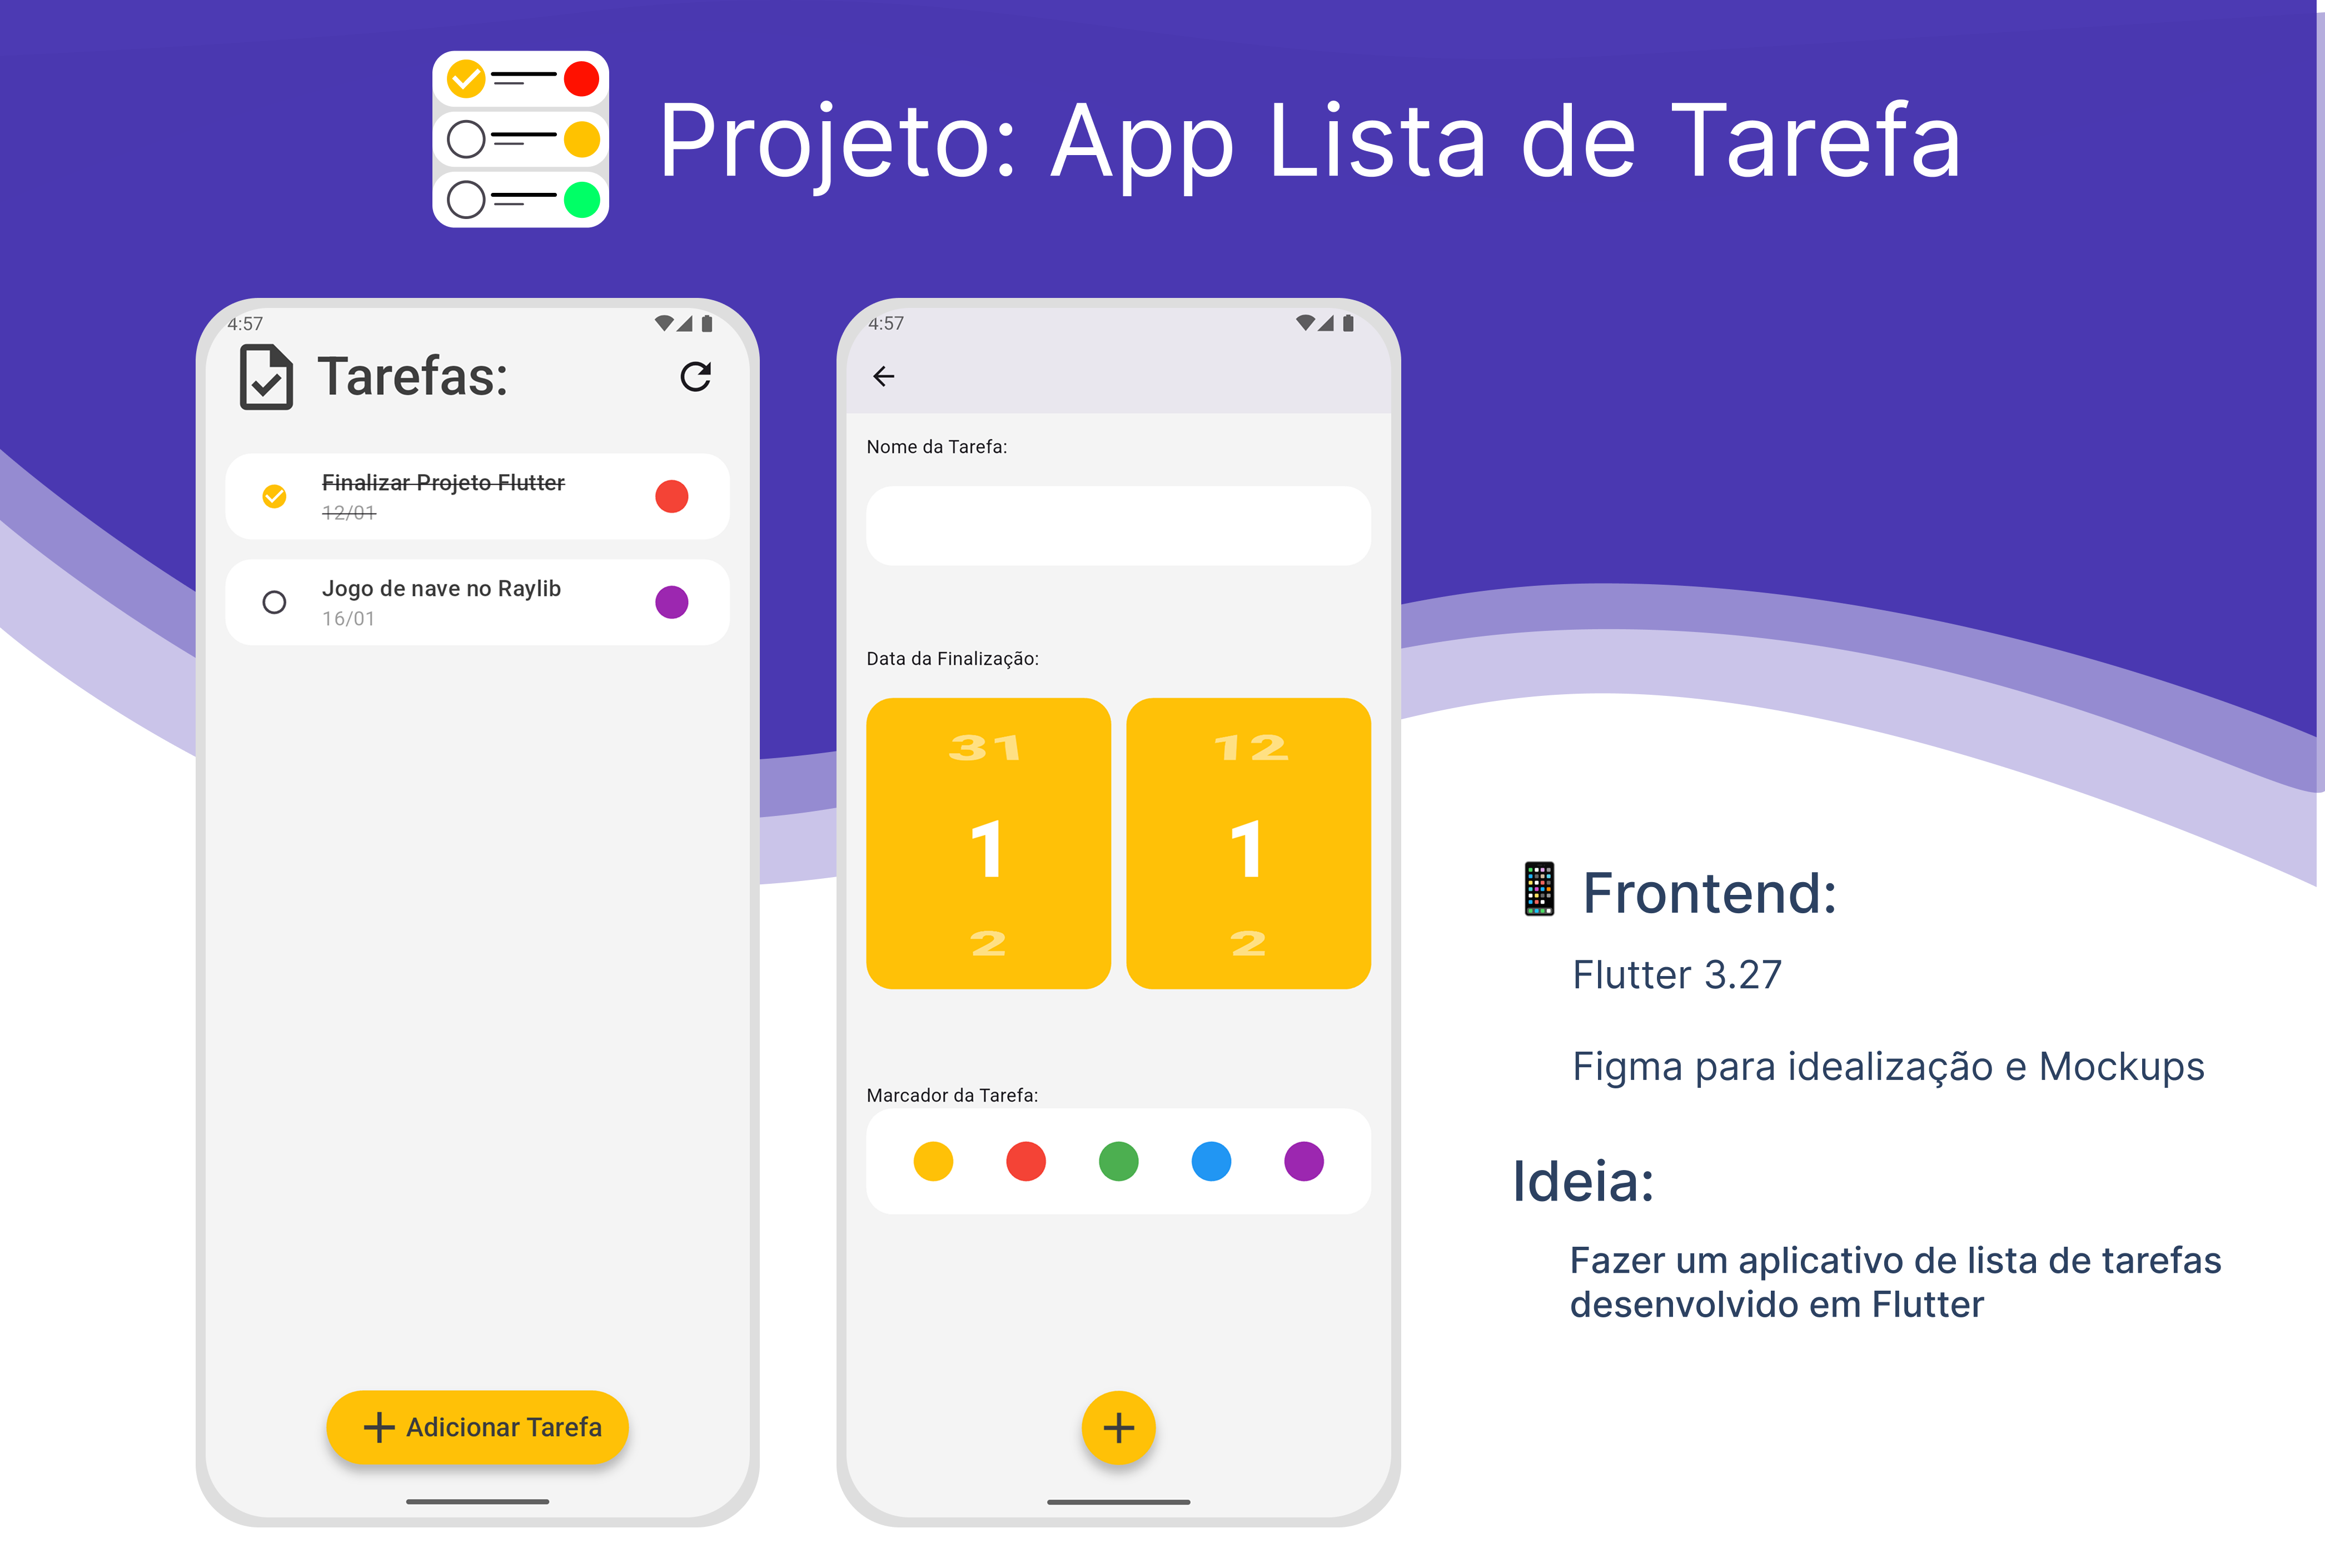 Projeto: App Lista de Tarefa
4:57
Tarefas:
Finalizar Projeto Flutter
12/01
Jogo de nave no Raylib
16/01
Adicionar Tarefa
4:57
Nome da Tarefa:
Data da Finalização:
31 12
1 1
2 2
Marcador da Tarefa:
Frontend:
Flutter 3.27
Figma para idealização e Mockups
Ideia:
Fazer um aplicativo de lista de tarefas
desenvolvido em Flutter